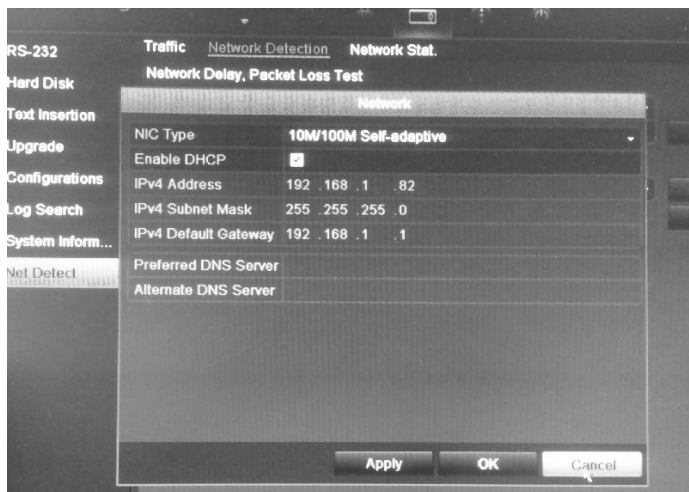 RS-232
Hard Disk
Text Insertion
Upgrade
Configurations
Log Search
System Inform...
Net Detect
Traffic Network Detection Network Stat.
Network Delay, Packet Loss Test
Network
NIC Type 10M/100M Self-adaptive
Enable DHCP
IPv4 Address 192 .168 .1 .82
IPv4 Subnet Mask 255 .255 .255 .0
IPv4 Default Gateway 192 .168 .1 .1
Preferred DNS Server
Alternate DNS Server
Apply OK Cancel